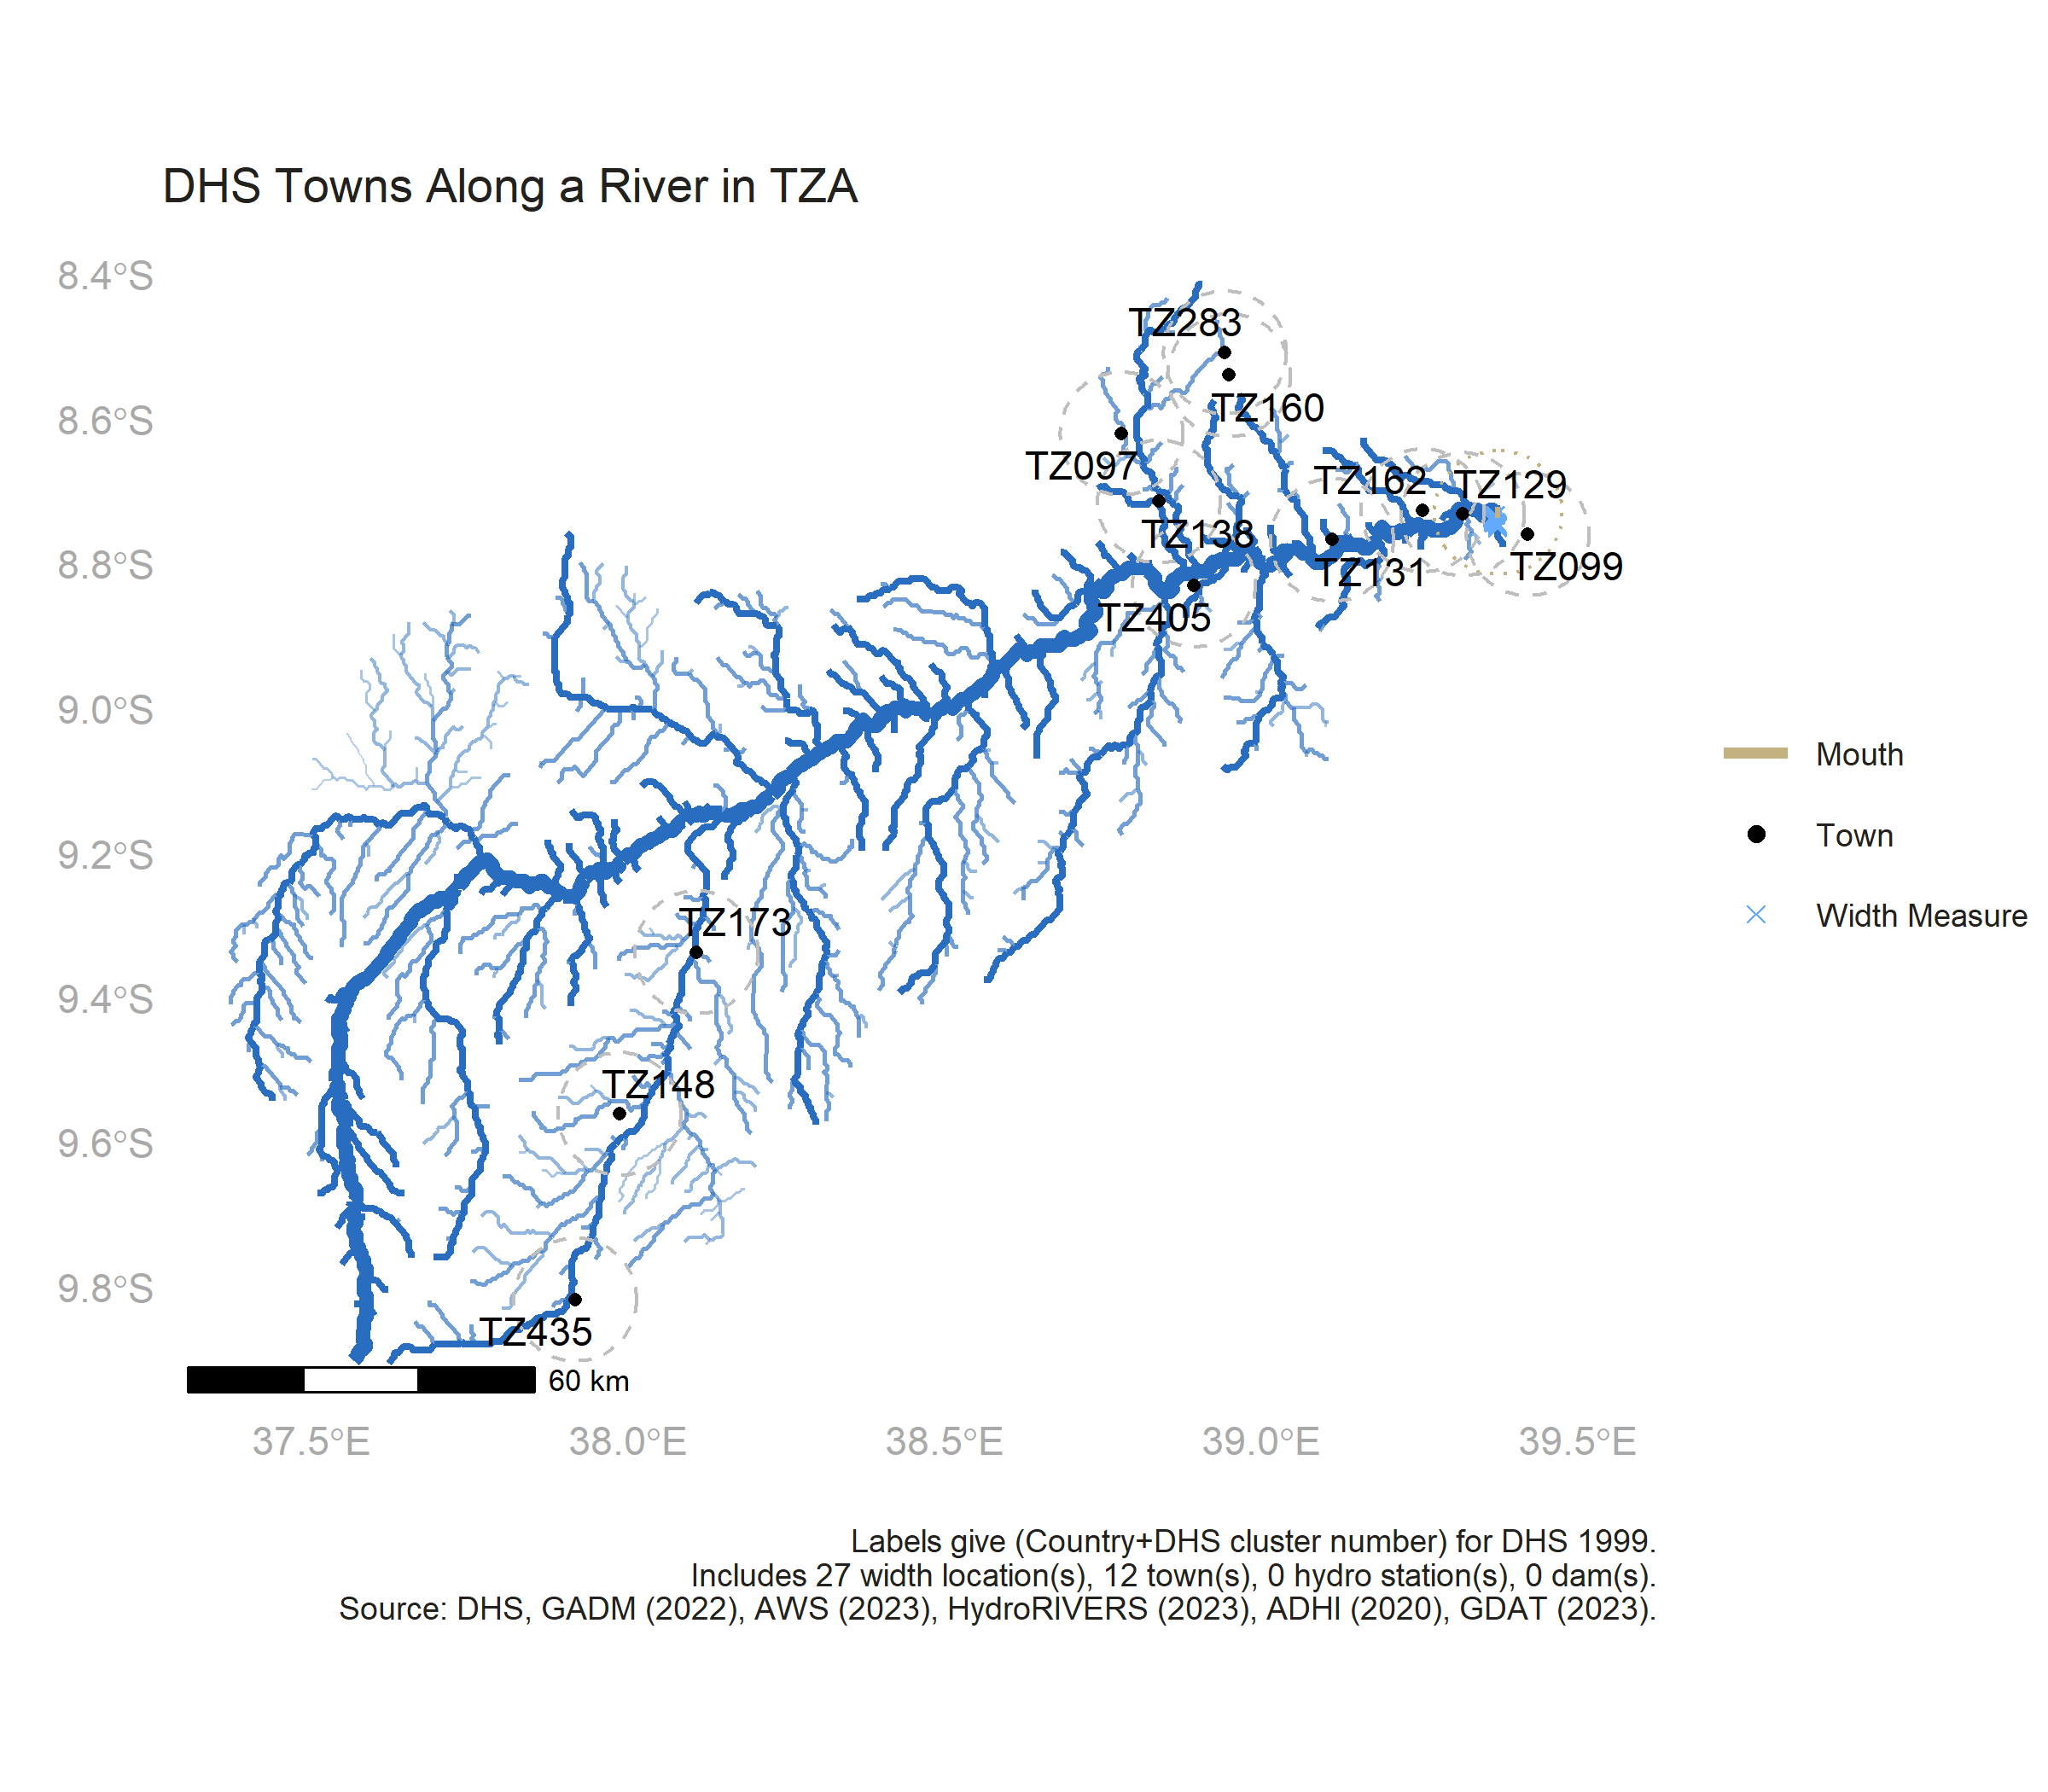 DHS Towns Along a River in TZA
8.4°S
8.6°S
8.8°S
9.0°S
9.2°S
9.4°S
9.6°S
9.8°S
TZ283
TZ160
TZ097
TZ162
TZ129
TZ138
TZ131
TZ099
TZ405
TZ173
TZ148
TZ435
Mouth
Town
Width Measure
60 km
37.5°E
38.0°E
38.5°E
39.0°E
39.5°E
Labels give (Country+DHS cluster number) for DHS 1999.
Includes 27 width location(s), 12 town(s), 0 hydro station(s), 0 dam(s).
Source: DHS, GADM (2022), AWS (2023), HydroRIVERS (2023), ADHI (2020), GDAT (2023).